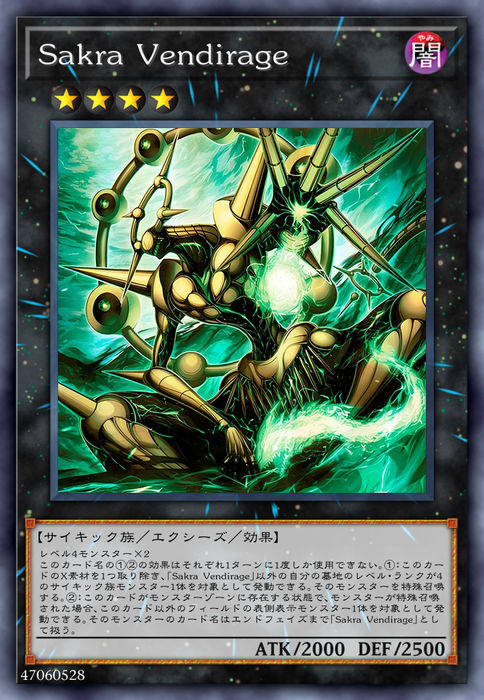 Sakra Vendirage
やみ
闇
【サイキック族／エクシーズ／効果】
レベル4モンスター×2
このカード名の①②の効果はそれぞれ1ターンに1度しか使用できない。①：このカー
ドのX素材を1つ取り除き、「Sakra Vendirage」以外の自分の墓地のレベル・ランクが4
のサイキック族モンスター1体を対象として発動できる。そのモンスターを特殊召喚
する。②：このカードがモンスターゾーンに存在する状態で、モンスターが特殊召喚
された場合、このカード以外のフィールドの表側表示モンスター1体を対象として発
動できる。そのモンスターのカード名はエンドフェイズまで「Sakra Vendirage」とし
て扱う。
ATK/2000 DEF/2500
47060528